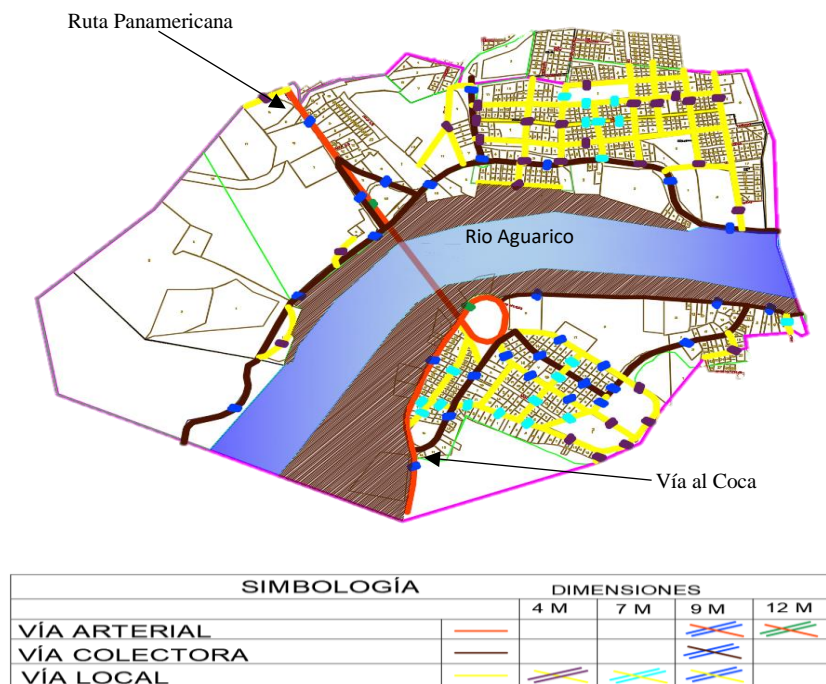 Ruta Panamericana
Rio Aguarico
Vía al Coca
SIMBOLOGÍA
DIMENSIONES
4 M 7 M 9 M 12 M
VÍA ARTERIAL
VÍA COLECTORA
VÍA LOCAL